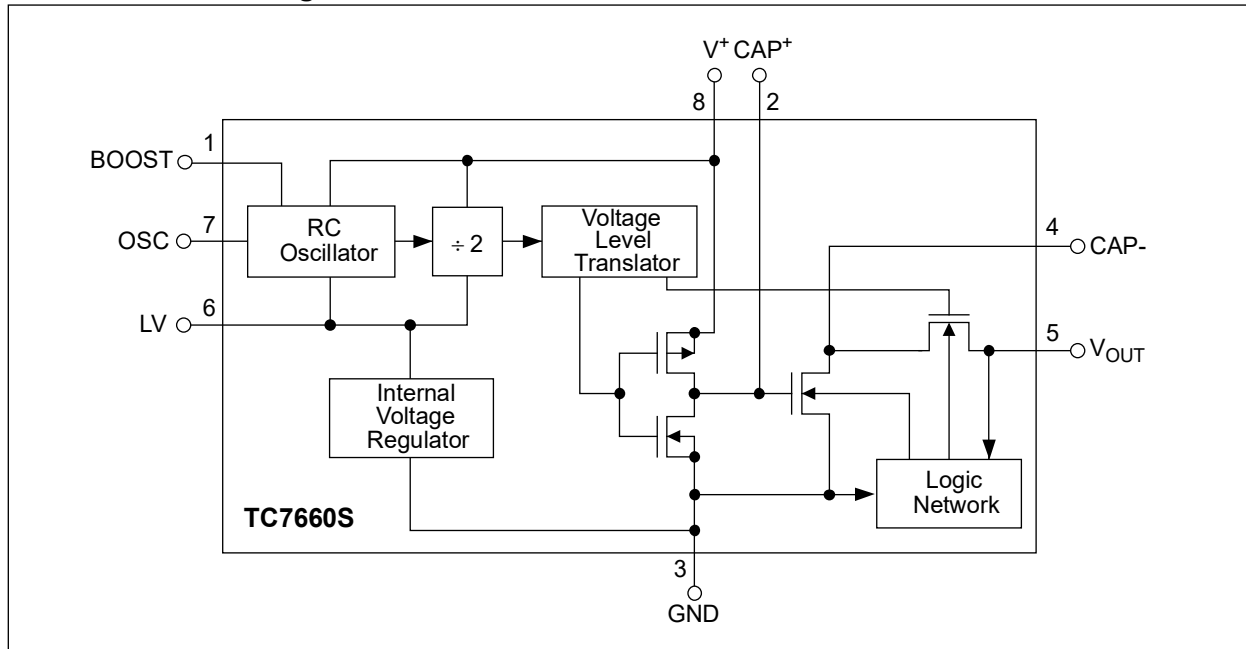 V+ CAP+
8 2
BOOST 1
OSC 7
RC
Oscillator
÷ 2
Voltage
Level
Translator
4 CAP-
LV 6
5 VOUT
Internal
Voltage
Regulator
Logic
Network
TC7660S
3
GND